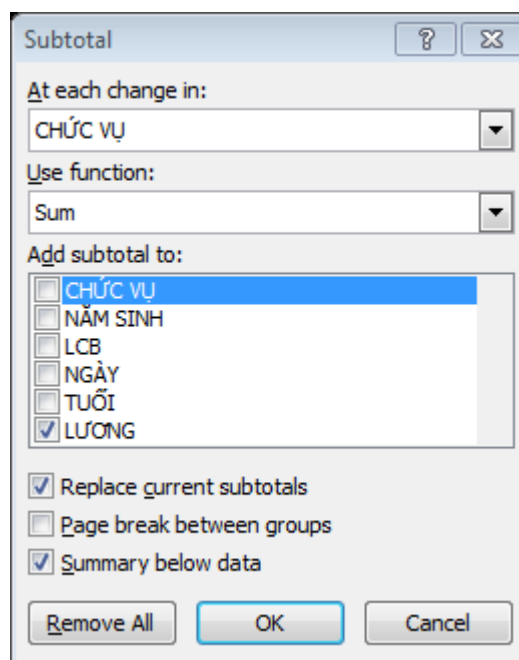 Subtotal
At each change in:
CHỨC VỤ
Use function:
Sum
Add subtotal to:
CHỨC VỤ
NĂM SINH
LCB
NGÀY
TUỔI
LƯƠNG
Replace current subtotals
Page break between groups
Summary below data
Remove All OK Cancel